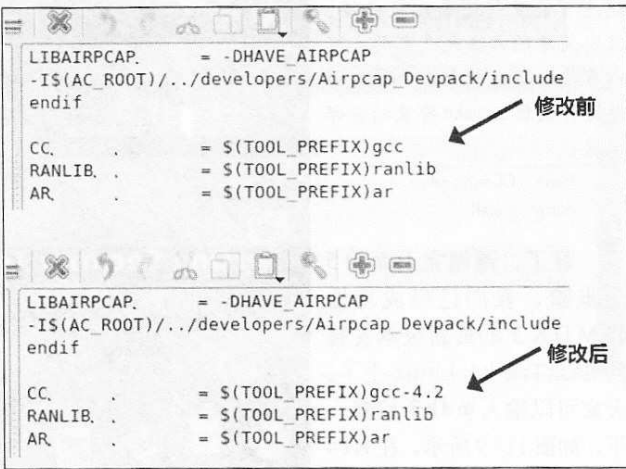 LIBAIRPCAP. = -DHAVE_AIRPCAP
-I$(AC_ROOT)/../developers/Airpcap_Devpack/include
endif
修改前
CC. . = $(TOOL_PREFIX)gcc
RANLIB. . = $(TOOL_PREFIX)ranlib
AR. . = $(TOOL_PREFIX)ar
LIBAIRPCAP. = -DHAVE_AIRPCAP
-I$(AC_ROOT)/../developers/Airpcap_Devpack/include
endif
修改后
CC. . = $(TOOL_PREFIX)gcc-4.2
RANLIB. . = $(TOOL_PREFIX)ranlib
AR. . = $(TOOL_PREFIX)ar